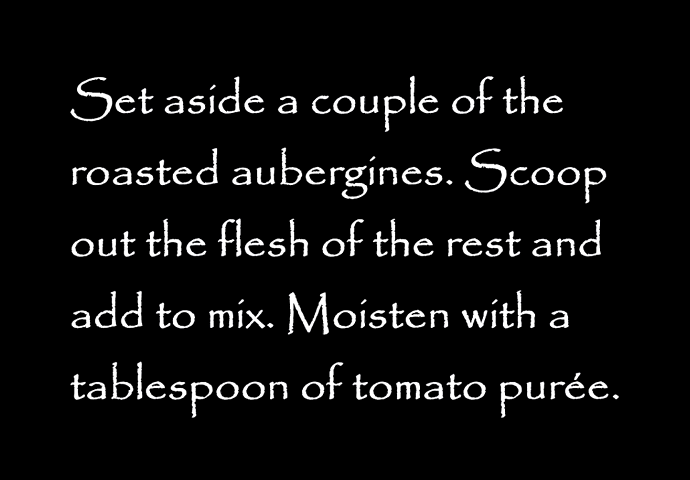 Set aside a couple of the
roasted aubergines. Scoop
out the flesh of the rest and
add to mix. Moisten with a
tablespoon of tomato purée.